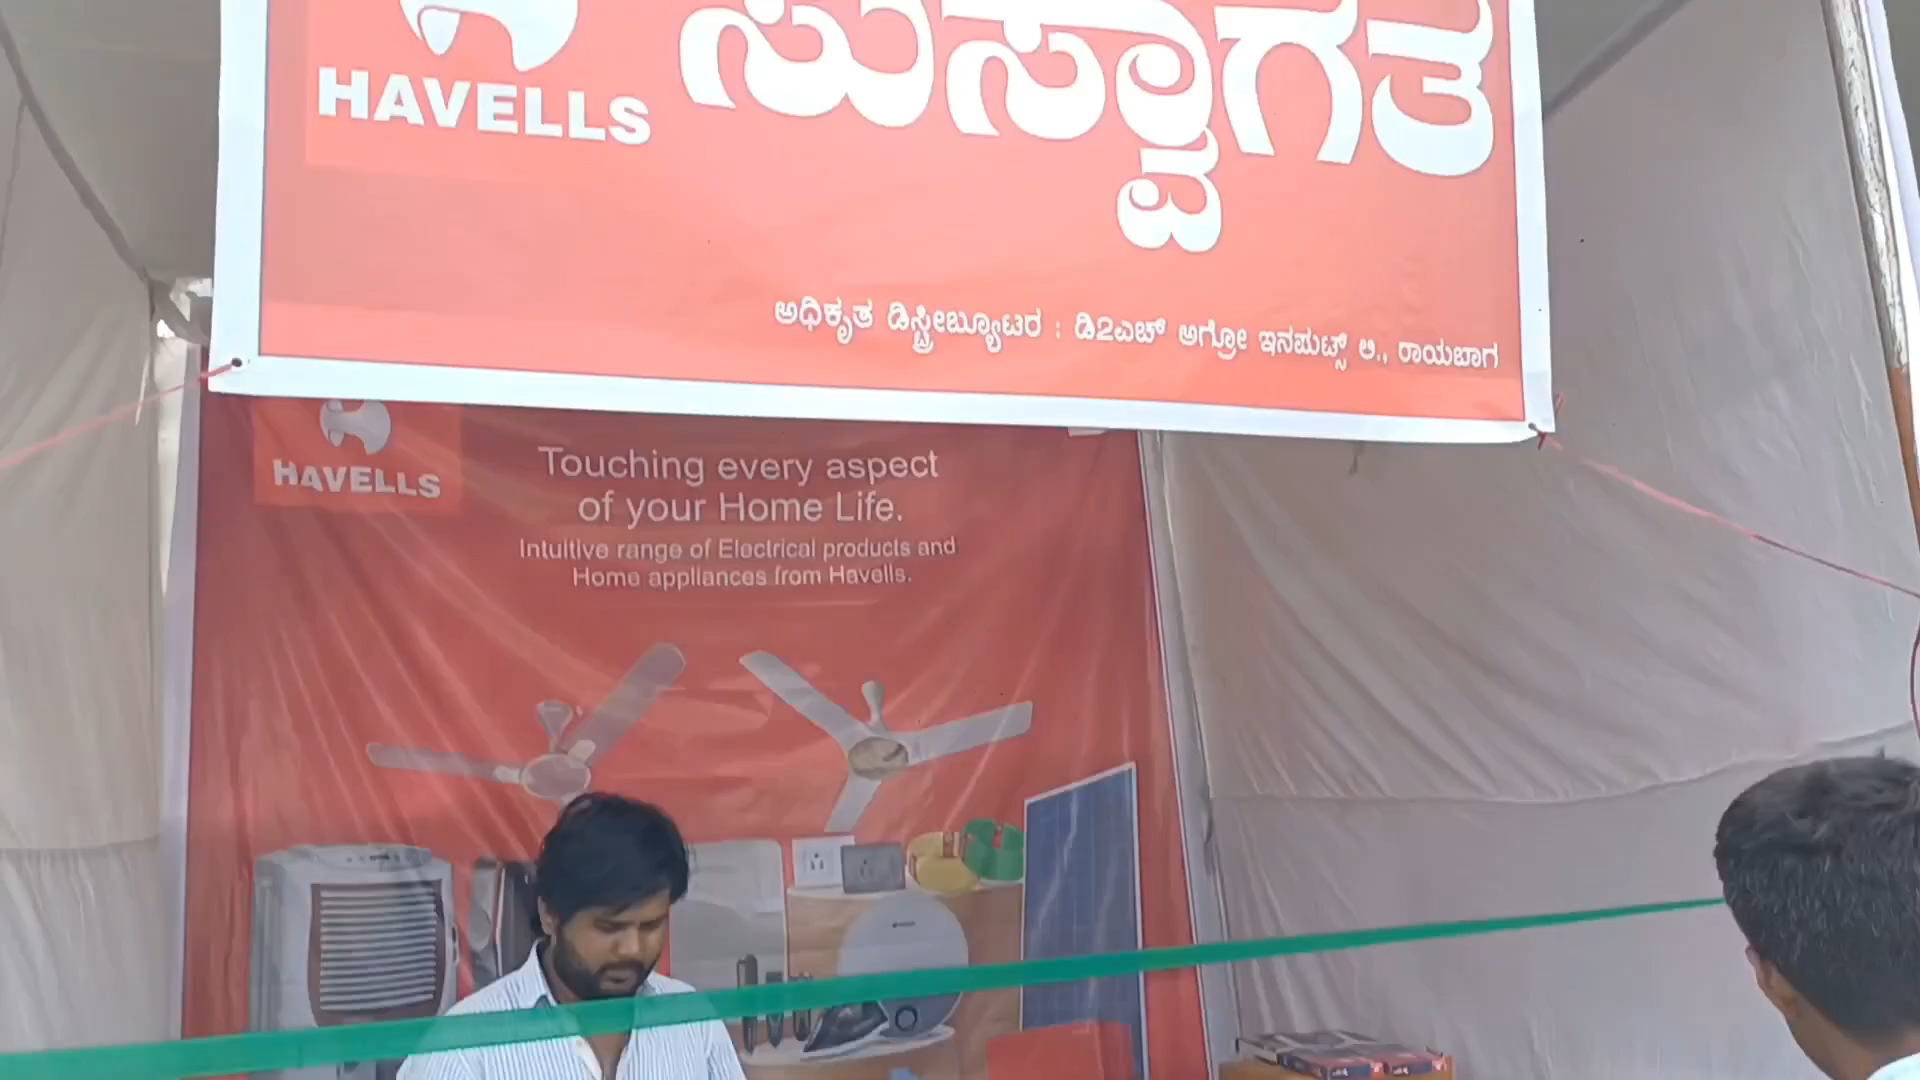 HAVELLS
ಸುಸ್ವಾಗತ
ಅಧಿಕೃತ ಡಿಸ್ಟ್ರೀಬ್ಯೂಟರ : ಡಿ2ಎಚ್ ಅಗ್ರೋ ಇನಪುಟ್ಸ್ ಲಿ., ರಾಯಬಾಗ
HAVELLS
Touching every aspect
of your Home Life.
Intuitive range of Electrical products and
Home appliances from Havells.